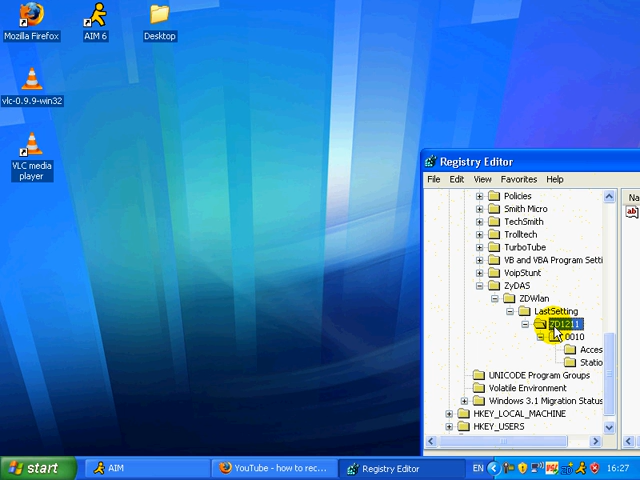 Mozilla Firefox
AIM 6
Desktop
vlc-0.9.9-win32
VLC media
player
Registry Editor
File Edit View Favorites Help
Policies
Smith Micro
TechSmith
Trolltech
TurboTube
VB and VBA Program Setti
VoipStunt
ZyDAS
ZDWlan
LastSetting
ZD1211
0010
Acces
Statio
UNICODE Program Groups
Volatile Environment
Windows 3.1 Migration Status
HKEY_LOCAL_MACHINE
HKEY_USERS
Na
ab
start
AIM
YouTube - how to rec...
Registry Editor
EN
16:27